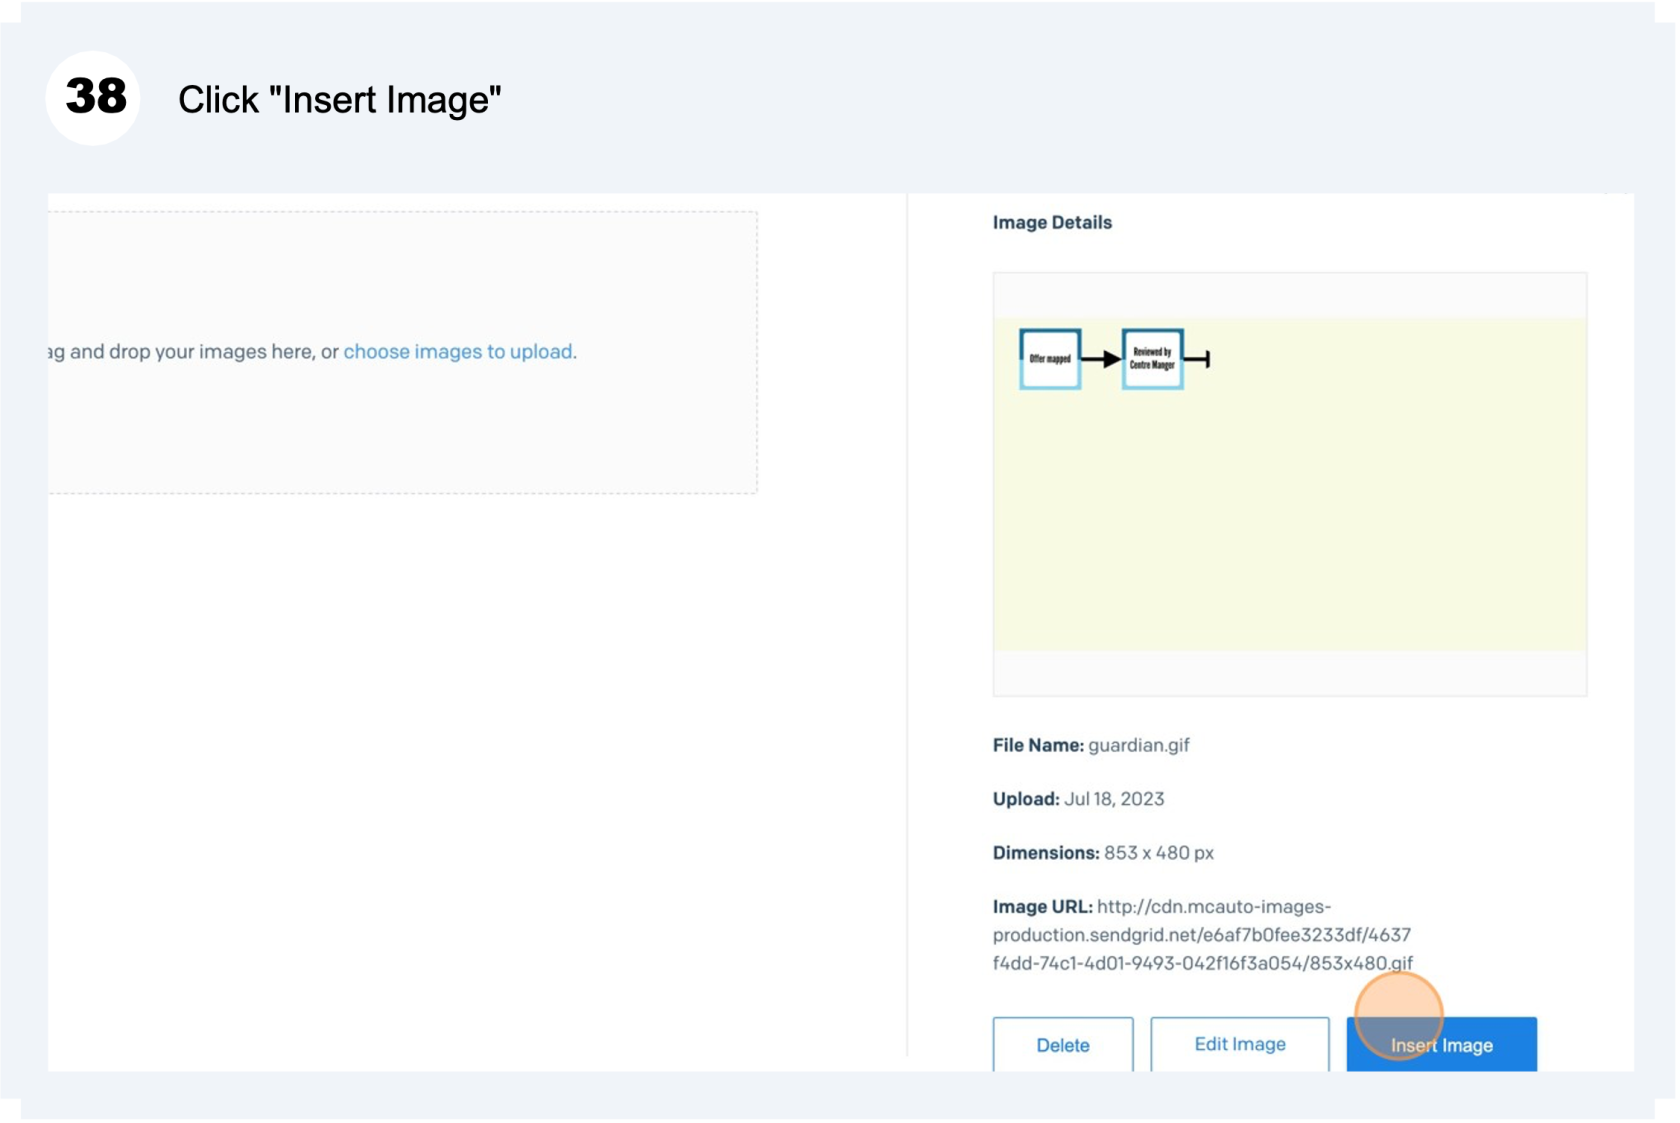 38
Click "Insert Image"
ag and drop your images here, or choose images to upload.
Image Details
Offer mapped
Reviewed by
Centre Manger
File Name: guardian.gif
Upload: Jul 18, 2023
Dimensions: 853 x 480 px
Image URL: http://cdn.mcauto-images-
production.sendgrid.net/e6af7b0fee3233df/4637
f4dd-74c1-4d01-9493-042f16f3a054/853x480.gif
Delete
Edit Image
Insert Image